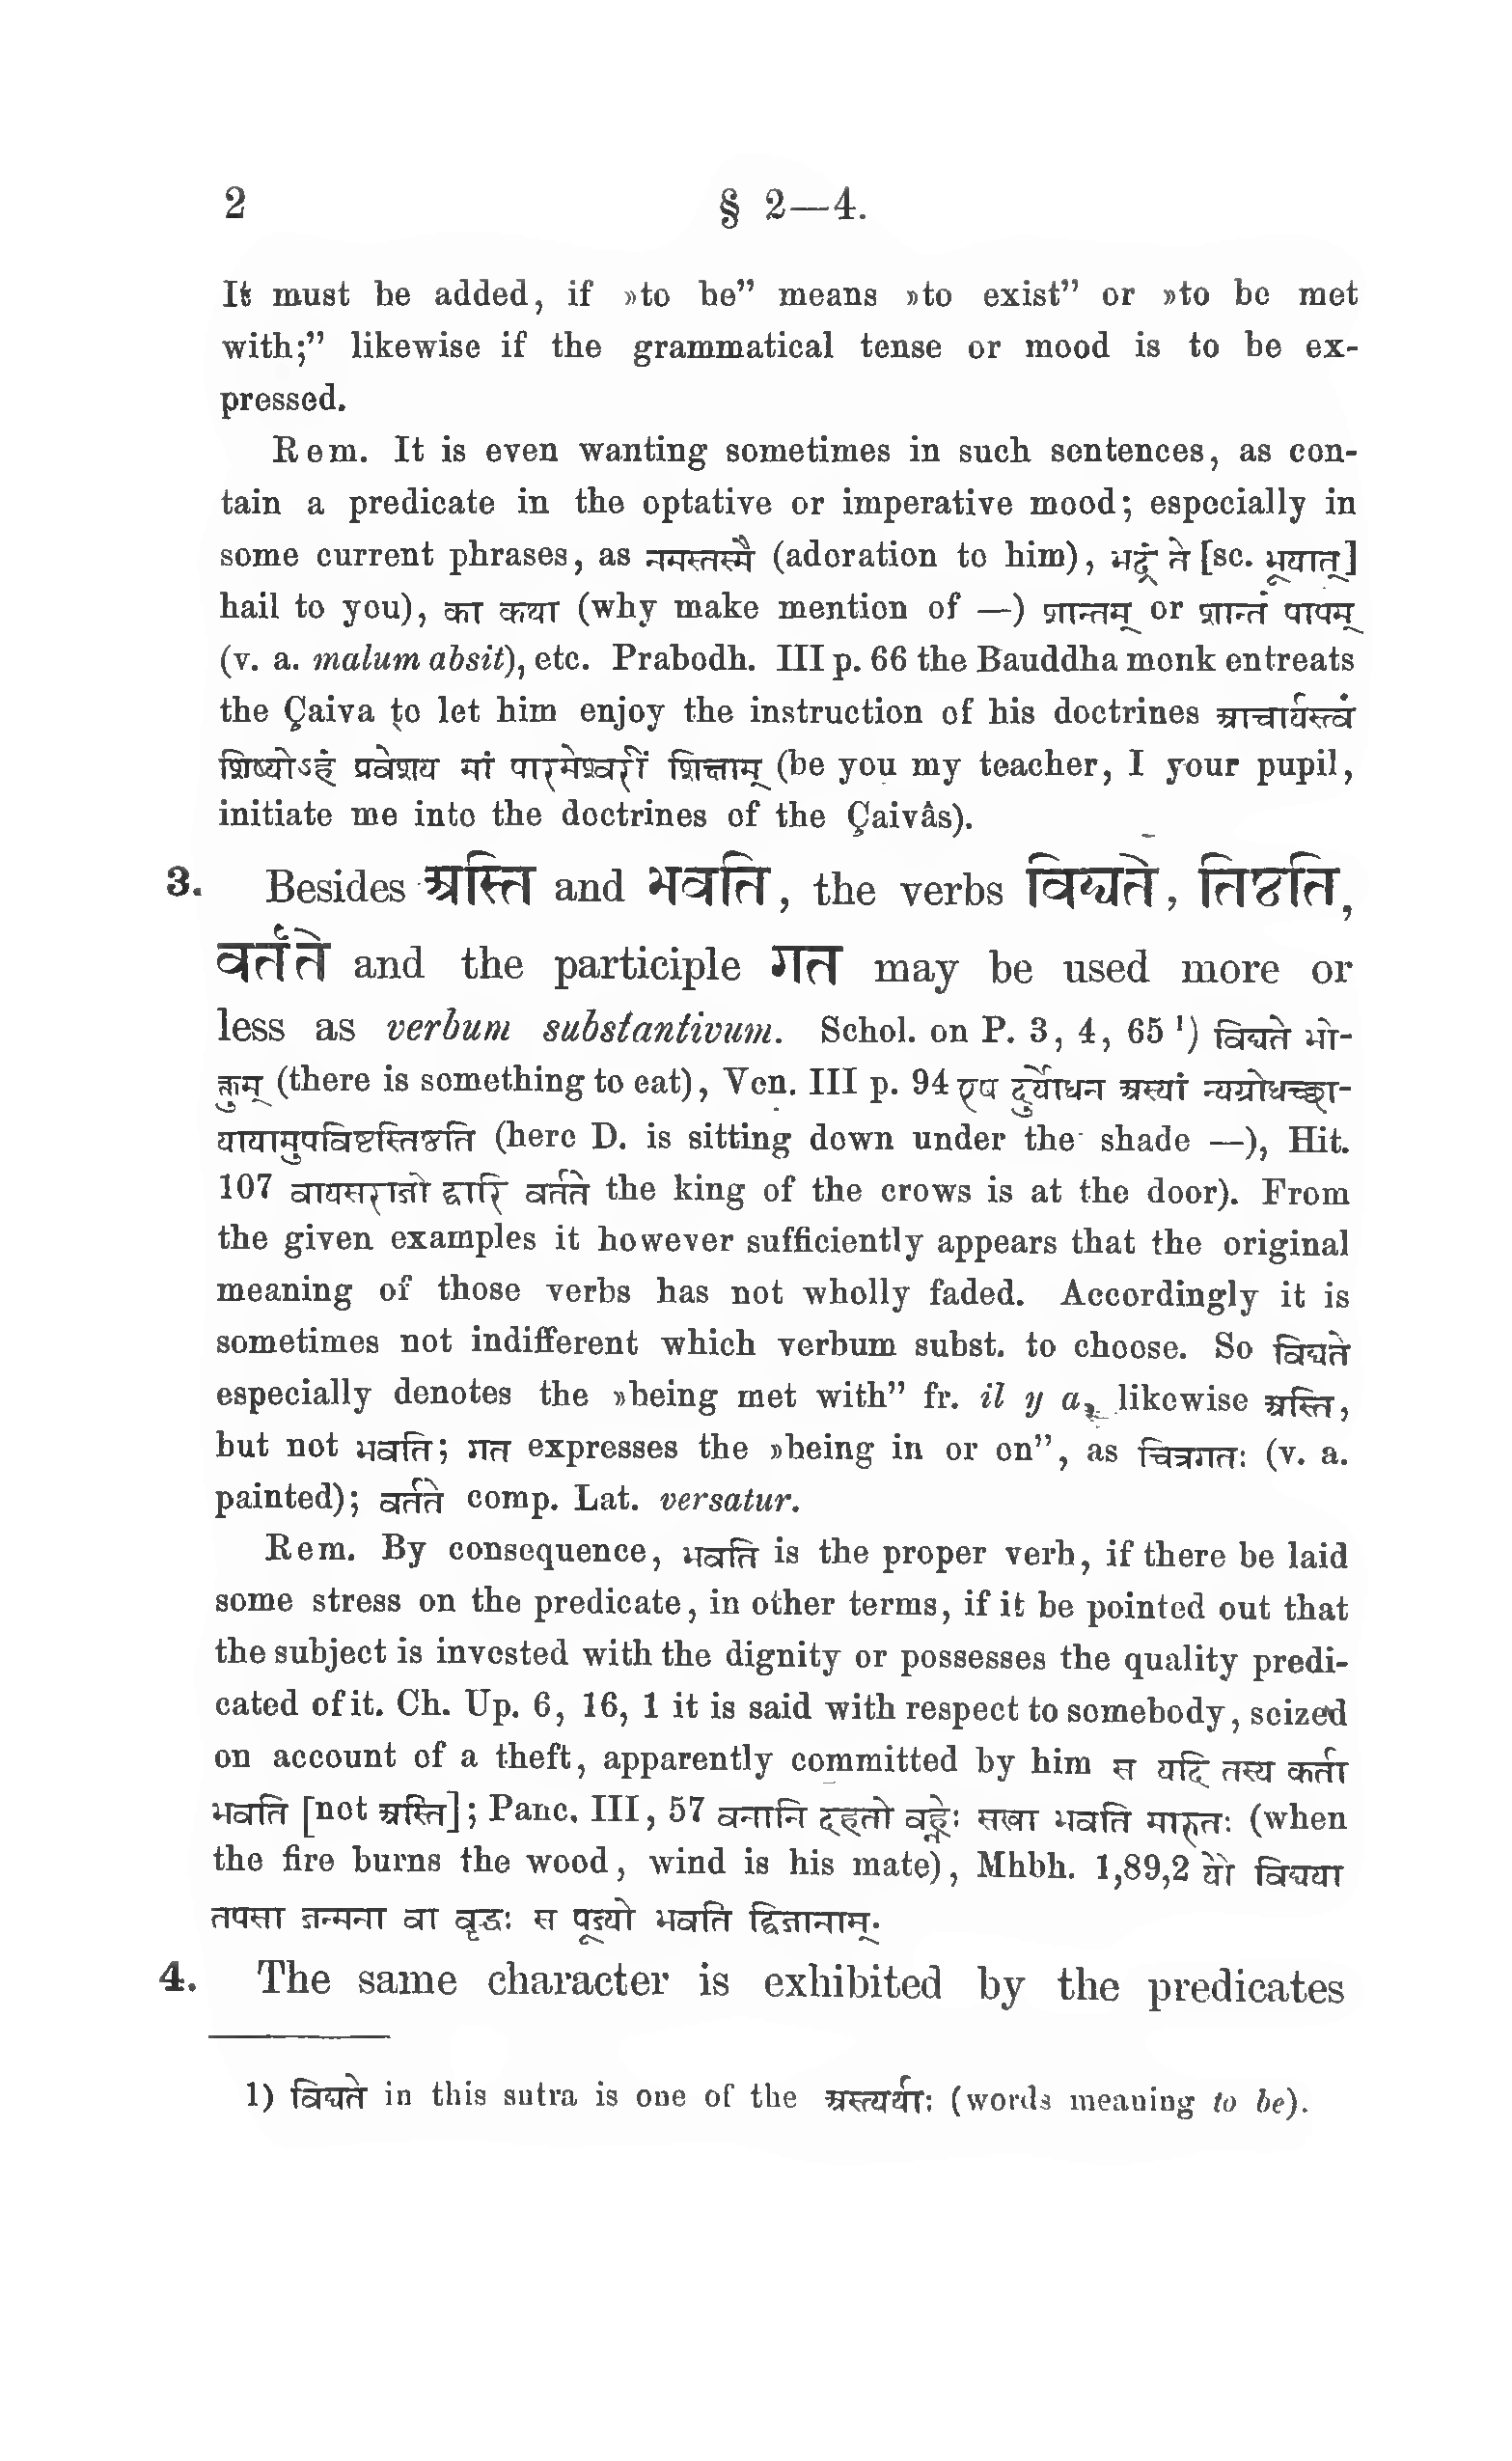 2 § 2—4.
It must be added, if »to be” means »to exist” or »to be met
with;” likewise if the grammatical tense or mood is to be ex-
pressed.
Rem. It is even wanting sometimes in such sentences, as con-
tain a predicate in the optative or imperative mood; especially in
some current phrases, as नमस्तस्मै (adoration to him), भद्रं ते [sc. भूयात्]
hail to you), का कथा (why make mention of —) शान्तम् or शान्तं पापम्
(v. a. malum absit), etc. Prabodh. III p. 66 the Bauddha monk entreats
the Çaiva to let him enjoy the instruction of his doctrines आचार्यस्त्वं
शिष्योऽहं प्रवेशय मां पारमेश्वरीं शिक्षाम् (be you my teacher, I your pupil,
initiate me into the doctrines of the Çaivâs).
3. Besides अस्ति and भवति, the verbs विद्यते, तिष्ठति,
वर्तते and the participle गत may be used more or
less as verbum substantivum. Schol. on P. 3, 4, 65 ¹) विद्यते भो-
क्तुम् (there is something to eat), Ven. III p. 94 एष दुर्योधन अस्यां न्यग्रोधच्छा-
यायामुपविष्टस्तिष्ठति (here D. is sitting down under the shade —), Hit.
107 वायसराजो द्वारि वर्तते the king of the crows is at the door). From
the given examples it however sufficiently appears that the original
meaning of those verbs has not wholly faded. Accordingly it is
sometimes not indifferent which verbum subst. to choose. So विद्यते
especially denotes the »being met with” fr. il y a, likewise अस्ति,
but not भवति; गत expresses the »being in or on”, as चित्रगतः (v. a.
painted); वर्तते comp. Lat. versatur.
Rem. By consequence, भवति is the proper verb, if there be laid
some stress on the predicate, in other terms, if it be pointed out that
the subject is invested with the dignity or possesses the quality predi-
cated of it. Ch. Up. 6, 16, 1 it is said with respect to somebody, seized
on account of a theft, apparently committed by him स यदि तस्य कर्ता
भवति [not अस्ति]; Panc. III, 57 वनानि दहतो वह्नेः सखा भवति मारुतः (when
the fire burns the wood, wind is his mate), Mhbh. 1,89,2 यो विद्यया
तपसा जन्मना वा वृद्धः स पूज्यो भवति द्विजानाम्.
4. The same character is exhibited by the predicates
1) विद्यते in this sutra is one of the अस्त्यर्थाः (words meaning to be).